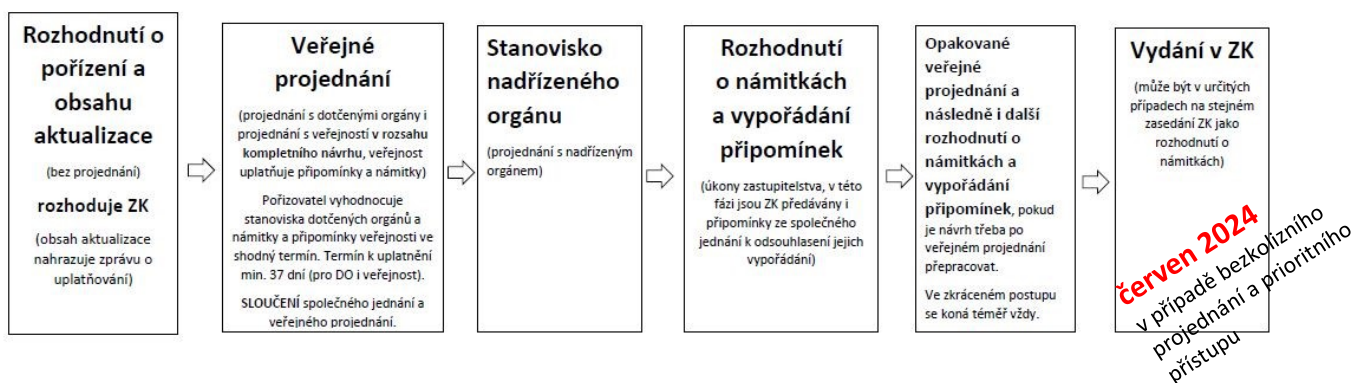 Rozhodnutí o
pořízení a
obsahu
aktualizace
(bez projednání)
rozhoduje ZK
(obsah aktualizace
nahrazuje zprávu o
uplatňování)
Veřejné
projednání
(projednání s dotčenými orgány i
projednání s veřejností v rozsahu
kompletního návrhu, veřejnost
uplatňuje připomínky a námitky)
Pořizovatel vyhodnocuje
stanoviska dotčených orgánů a
námitky a připomínky veřejnosti ve
shodný termín. Termín k uplatnění
min. 37 dní (pro DO i veřejnost).
SLOUČENÍ společného jednání a
veřejného projednání.
Stanovisko
nadřízeného
orgánu
(projednání s nadřízeným
orgánem)
Rozhodnutí
o námitkách
a vypořádání
připomínek
(úkony zastupitelstva, v této
fázi jsou ZK předávány i
připomínky ze společného
jednání k odsouhlasení jejich
vypořádání)
Opakované
veřejné
projednání a
následně i další
rozhodnutí o
námitkách a
vypořádání
připomínek, pokud
je návrh třeba po
veřejném projednání
přepracovat.
Ve zkráceném postupu
se koná téměř vždy.
Vydání v ZK
(může být v určitých
případech na stejném
zasedání ZK jako
rozhodnutí o
námitkách)
červen 2024
v případě bezkolizního
projednání a prioritního
přístupu